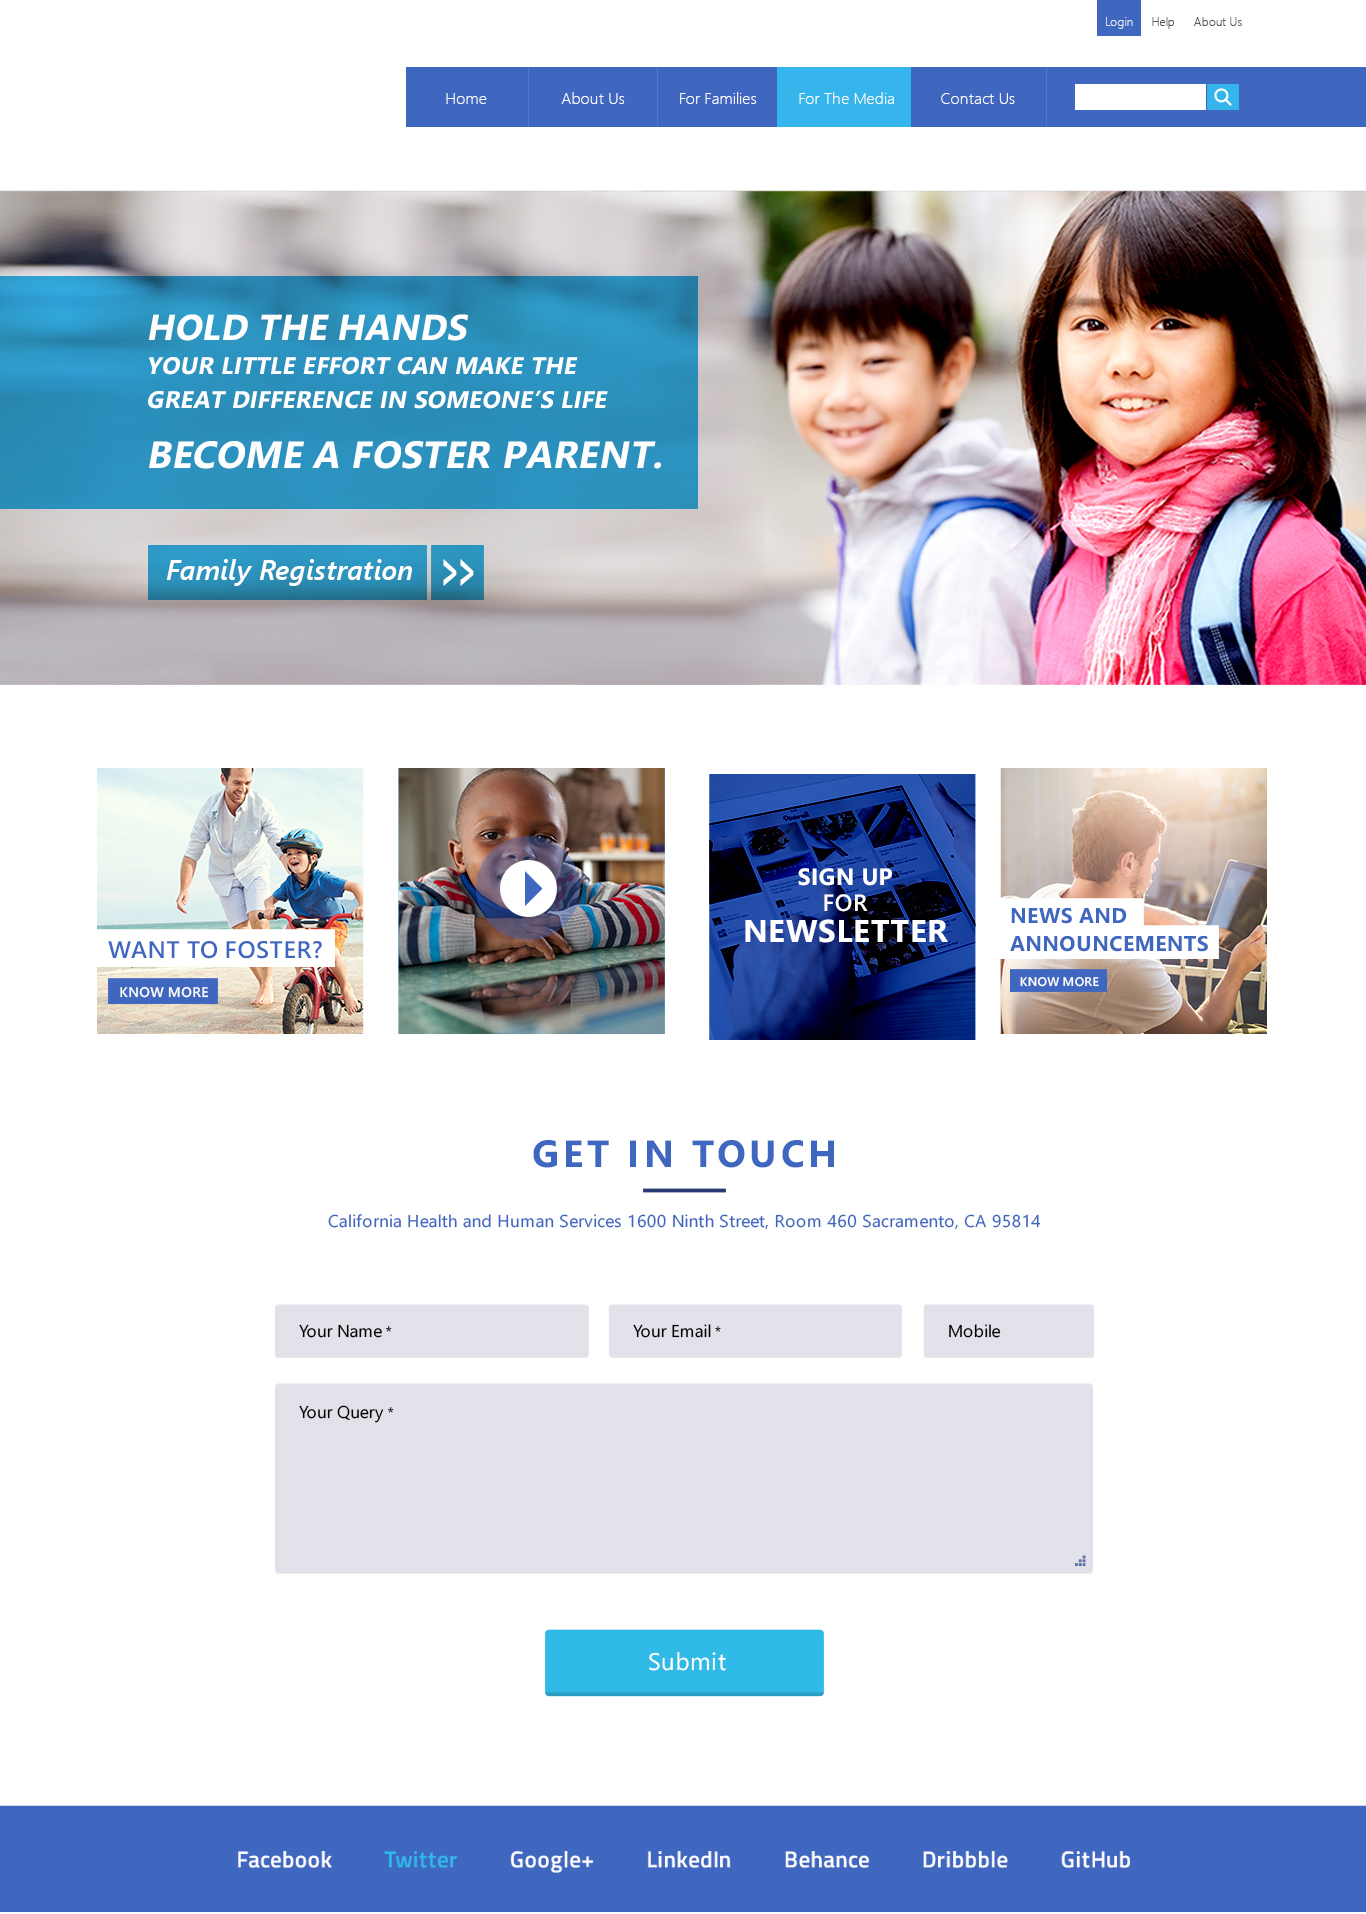 Login Help About Us
Home About Us For Families For The Media Contact Us
HOLD THE HANDS
YOUR LITTLE EFFORT CAN MAKE THE
GREAT DIFFERENCE IN SOMEONE'S LIFE
BECOME A FOSTER PARENT.
Family Registration >>
WANT TO FOSTER?
KNOW MORE
Pinterest
SIGN UP
FOR
NEWSLETTER
NEWS AND
ANNOUNCEMENTS
KNOW MORE
GET IN TOUCH
California Health and Human Services 1600 Ninth Street, Room 460 Sacramento, CA 95814
Your Name * Your Email * Mobile
Your Query *
Submit
Facebook Twitter Google+ LinkedIn Behance Dribbble GitHub